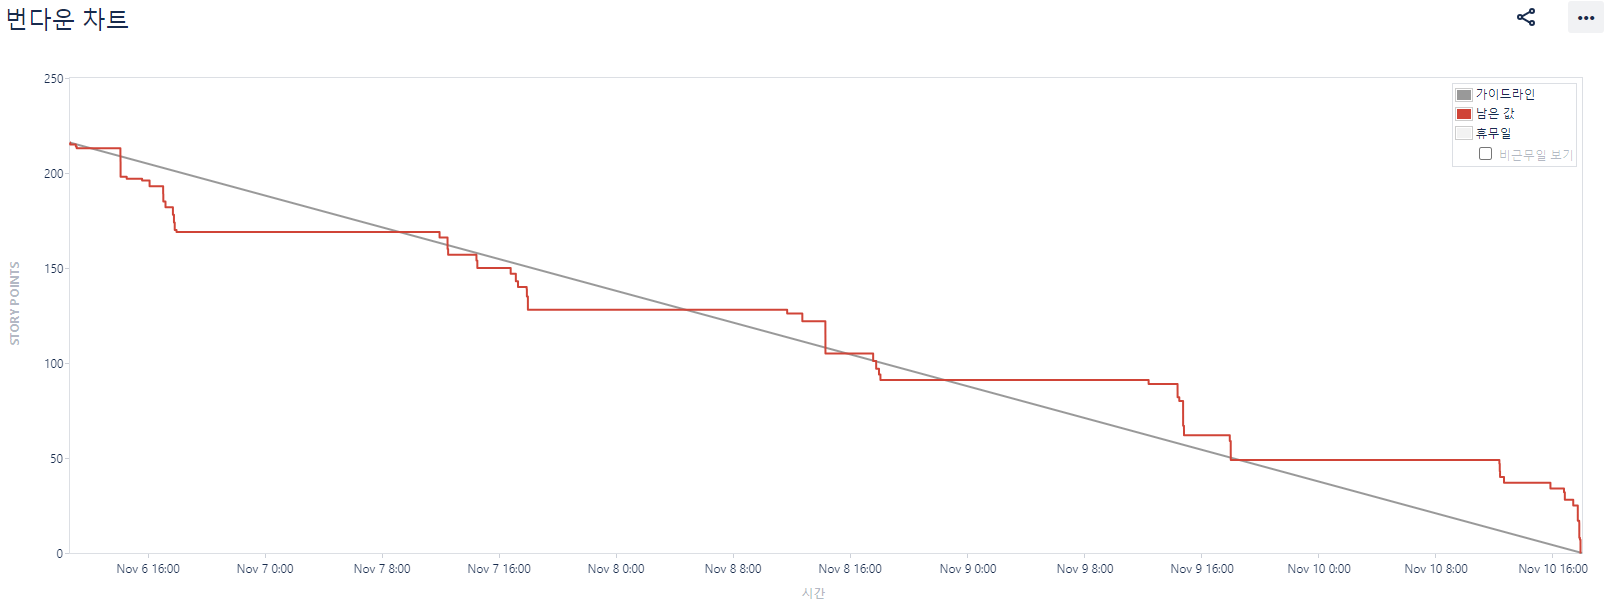 번다운 차트
250
200
150
100
50
0
STORY POINTS
가이드라인
남은 값
휴무일
비근무일 보기
Nov 6 16:00
Nov 7 0:00
Nov 7 8:00
Nov 7 16:00
Nov 8 0:00
Nov 8 8:00
Nov 8 16:00
Nov 9 0:00
Nov 9 8:00
Nov 9 16:00
Nov 10 0:00
Nov 10 8:00
Nov 10 16:00
시간